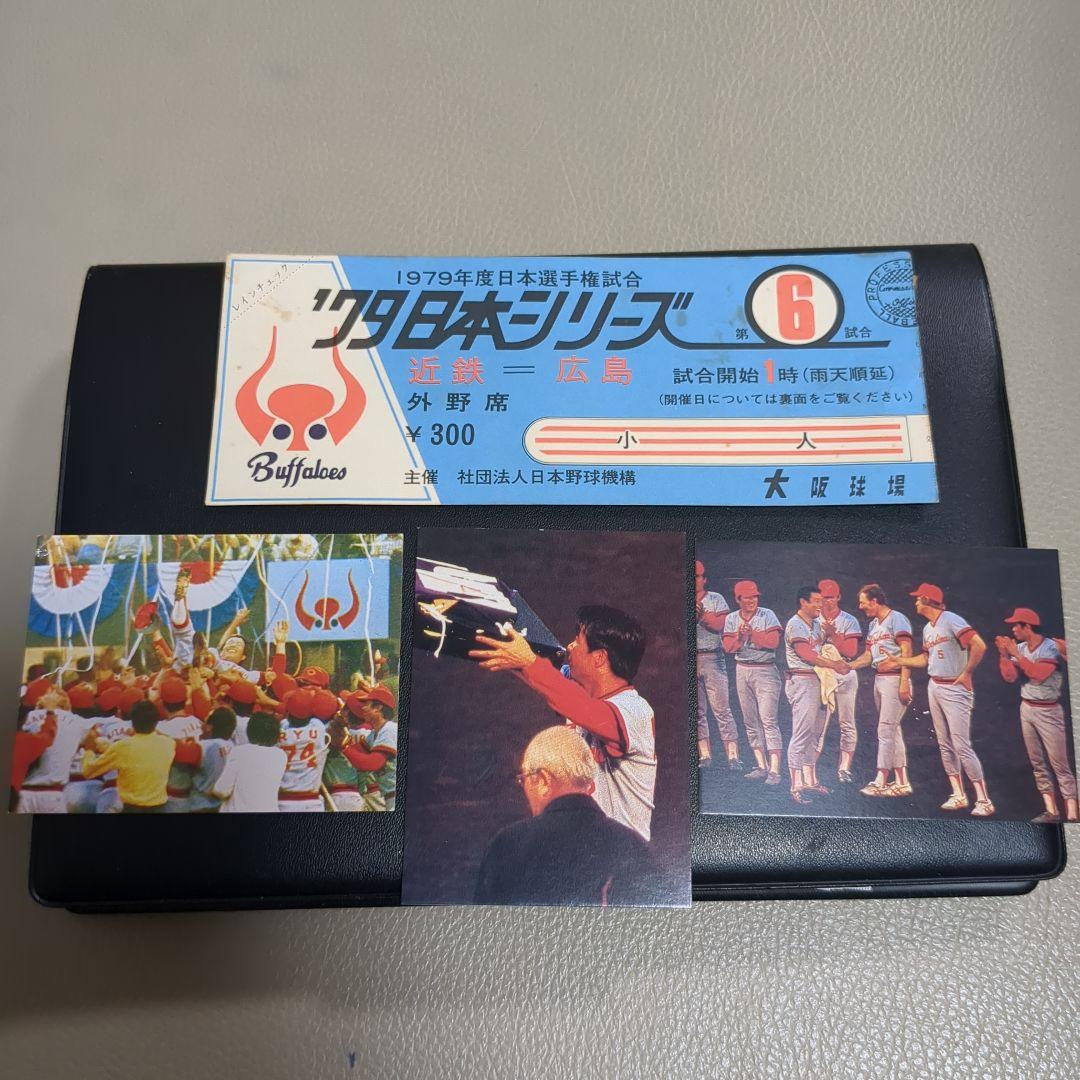 レインチェック
1979年度日本選手権試合
'79日本シリーズ
第 6 試合
近鉄 = 広島
試合開始1時(雨天順延)
外野席
(開催日については裏面をご覧ください)
¥300
小人
Buffaloes
主催 社団法人日本野球機構
大阪球場
RYU
74
5